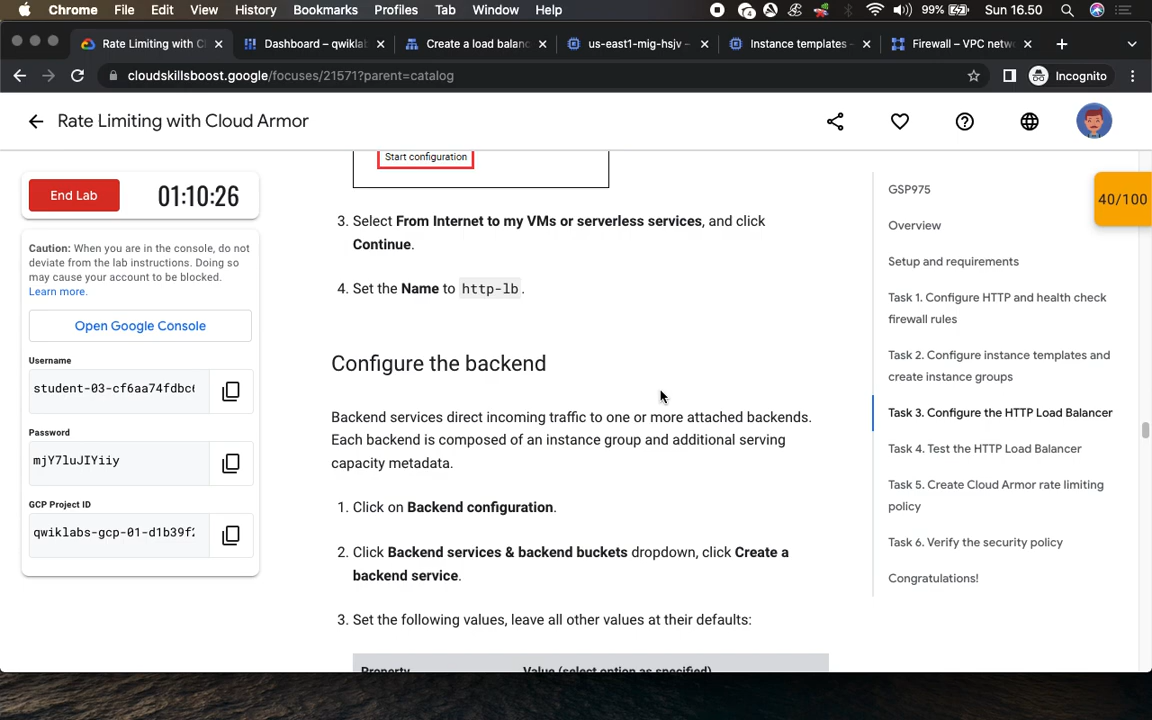 Chrome File Edit View History Bookmarks Profiles Tab Window Help 99% Sun 16.50
Rate Limiting with C Dashboard – qwikla Create a load balanc us-east1-mig-hsjv – Instance templates – Firewall – VPC netw
cloudskillsboost.google/focuses/21571?parent=catalog Incognito
Rate Limiting with Cloud Armor
End Lab
01:10:26
Caution: When you are in the console, do not
deviate from the lab instructions. Doing so
may cause your account to be blocked.
Learn more.
Open Google Console
Username
student-03-cf6aa74fdbc6
Password
mjY7luJIYiiy
GCP Project ID
qwiklabs-gcp-01-d1b39f2
Start configuration
3. Select From Internet to my VMs or serverless services, and click
Continue.
4. Set the Name to http-lb.
Configure the backend
Backend services direct incoming traffic to one or more attached backends.
Each backend is composed of an instance group and additional serving
capacity metadata.
1. Click on Backend configuration.
2. Click Backend services & backend buckets dropdown, click Create a
backend service.
3. Set the following values, leave all other values at their defaults:
Property Value (select option as specified)
GSP975
Overview
Setup and requirements
Task 1. Configure HTTP and health check
firewall rules
Task 2. Configure instance templates and
create instance groups
Task 3. Configure the HTTP Load Balancer
Task 4. Test the HTTP Load Balancer
Task 5. Create Cloud Armor rate limiting
policy
Task 6. Verify the security policy
Congratulations!
40/100